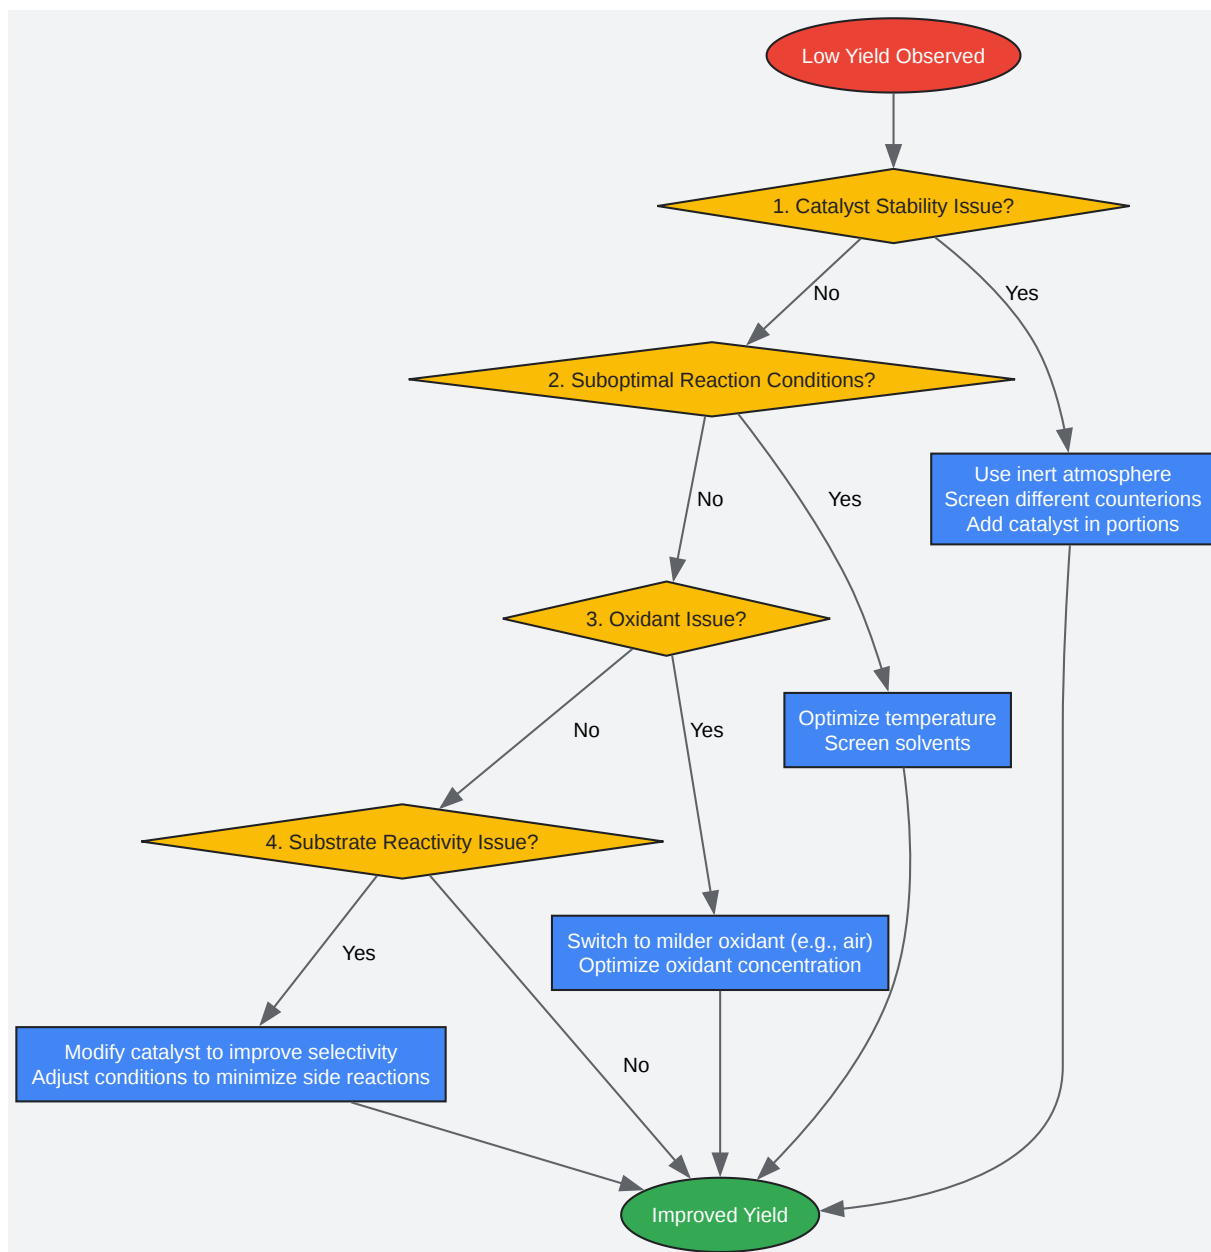 Low Yield Observed
1. Catalyst Stability Issue?
No
Yes
2. Suboptimal Reaction Conditions?
Use inert atmosphere
Screen different counterions
Add catalyst in portions
No
Yes
3. Oxidant Issue?
Optimize temperature
Screen solvents
No
Yes
4. Substrate Reactivity Issue?
Switch to milder oxidant (e.g., air)
Optimize oxidant concentration
Yes
No
Modify catalyst to improve selectivity
Adjust conditions to minimize side reactions
Improved Yield